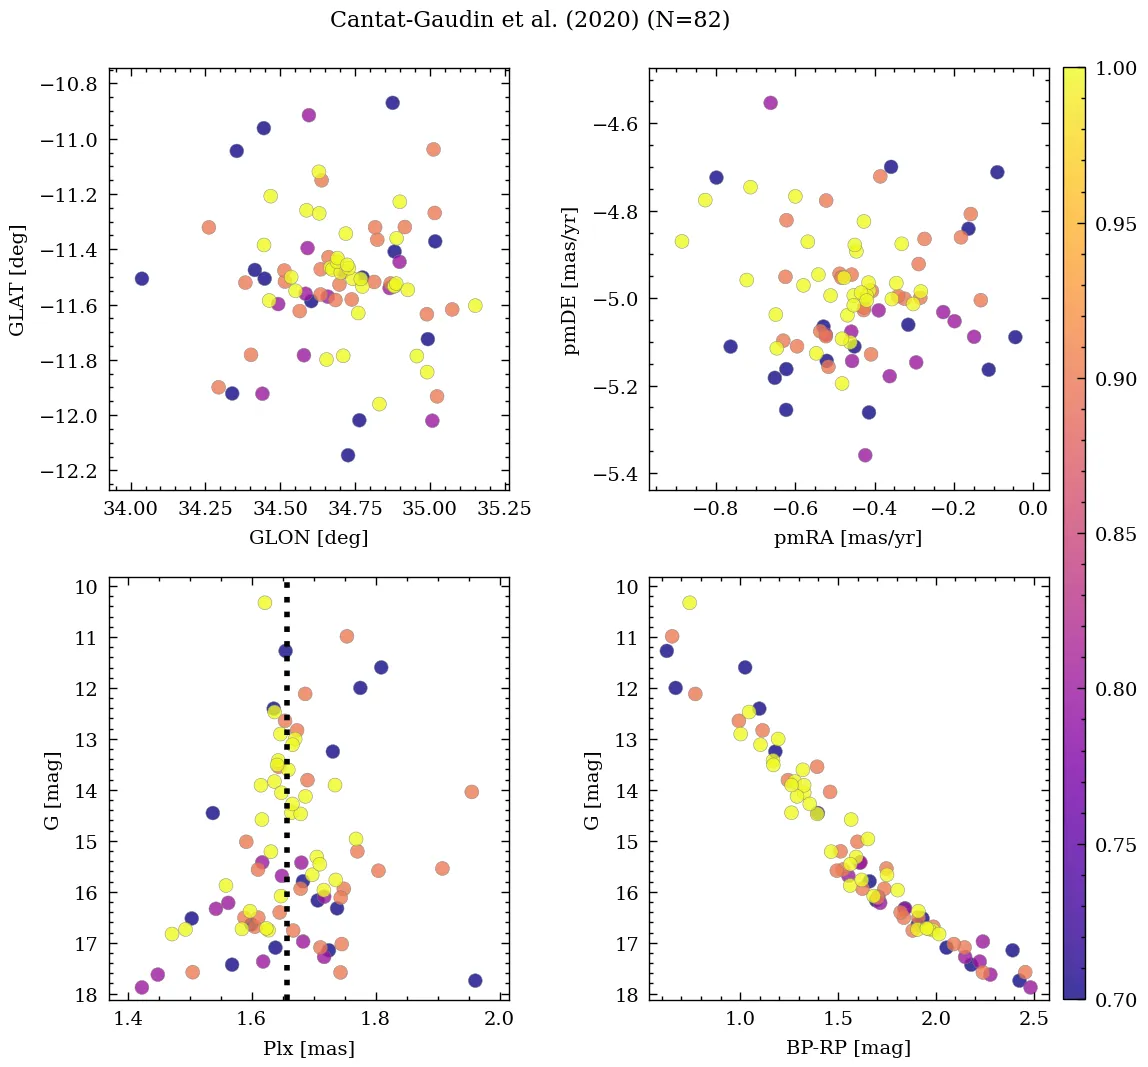 Cantat-Gaudin et al. (2020) (N=82)
−10.8
−11.0
−11.2
−11.4
−11.6
−11.8
−12.0
−12.2
GLAT [deg]
34.00 34.25 34.50 34.75 35.00 35.25
GLON [deg]
−4.6
−4.8
−5.0
−5.2
−5.4
pmDE [mas/yr]
−0.8 −0.6 −0.4 −0.2 0.0
pmRA [mas/yr]
10
11
12
13
14
15
16
17
18
G [mag]
1.4 1.6 1.8 2.0
Plx [mas]
10
11
12
13
14
15
16
17
18
G [mag]
1.0 1.5 2.0 2.5
BP-RP [mag]
1.00
0.95
0.90
0.85
0.80
0.75
0.70